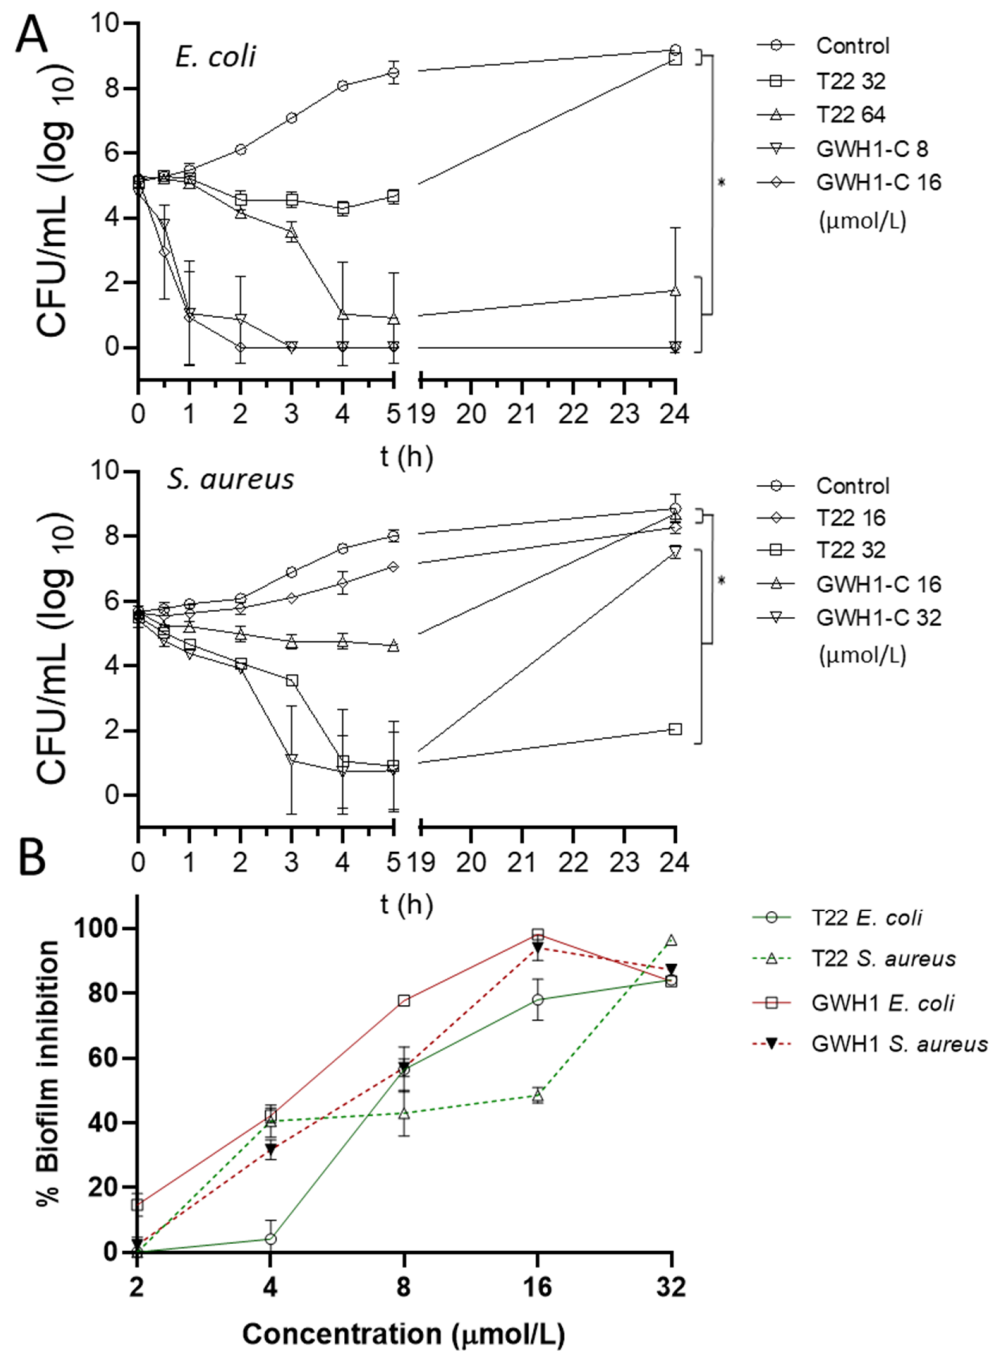 A
E. coli
CFU/mL (log 10)
10
8
6
4
2
0
0 1 2 3 4 5 19 20 21 22 23 24
t (h)
Control
T22 32
T22 64
GWH1-C 8
GWH1-C 16
(μmol/L)
*
S. aureus
CFU/mL (log 10)
10
8
6
4
2
0
0 1 2 3 4 5 19 20 21 22 23 24
t (h)
Control
T22 16
T22 32
GWH1-C 16
GWH1-C 32
(μmol/L)
*
B
% Biofilm inhibition
100
80
60
40
20
0
2 4 8 16 32
Concentration (μmol/L)
T22 E. coli
T22 S. aureus
GWH1 E. coli
GWH1 S. aureus